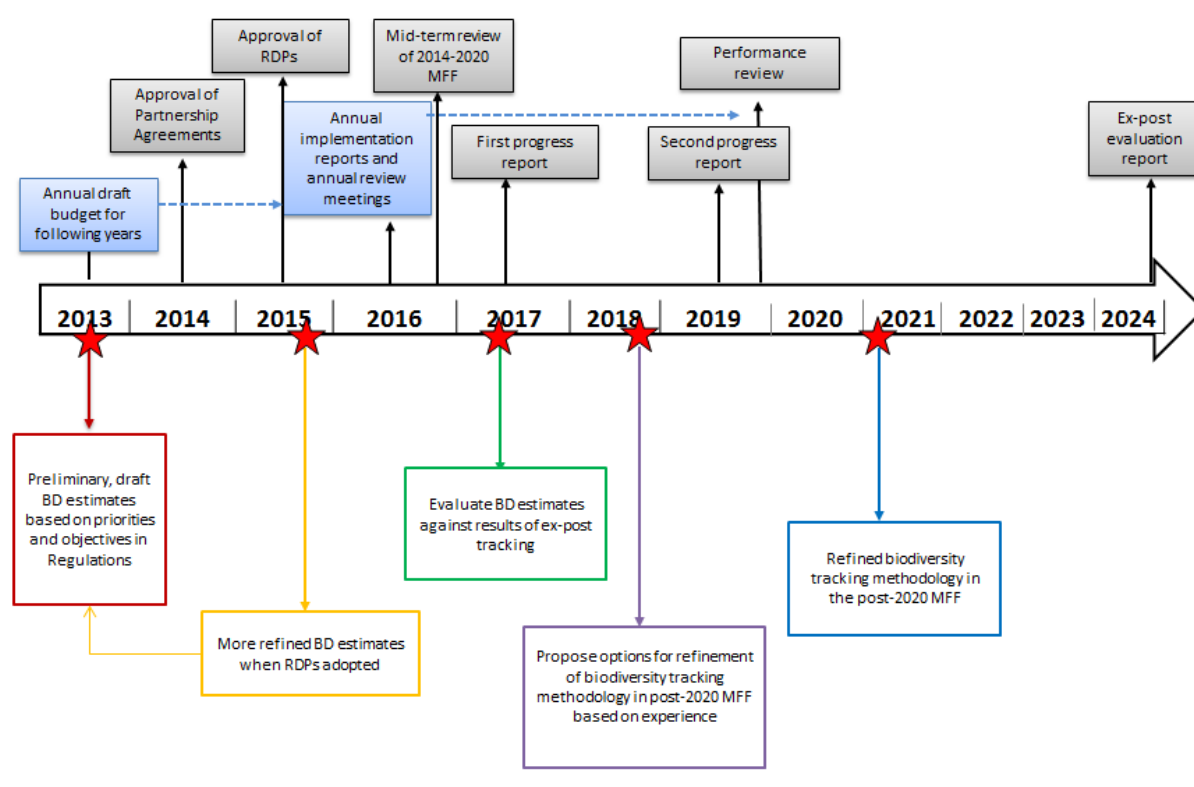 Approval of
RDPs
Mid-term review
of 2014-2020
MFF
Performance
review
Approval of
Partnership
Agreements
Annual
implementation
reports and
annual review
meetings
First progress
report
Second progress
report
Ex-post
evaluation
report
Annual draft
budget for
following years
2013 2014 2015 2016 2017 2018 2019 2020 2021 2022 2023 2024
Preliminary, draft
BD estimates
based on priorities
and objectives in
Regulations
More refined BD estimates
when RDPs adopted
Evaluate BD estimates
against results of ex-post
tracking
Propose options for refinement
of biodiversity tracking
methodology in post-2020 MFF
based on experience
Refined biodiversity
tracking methodology in
the post-2020 MFF